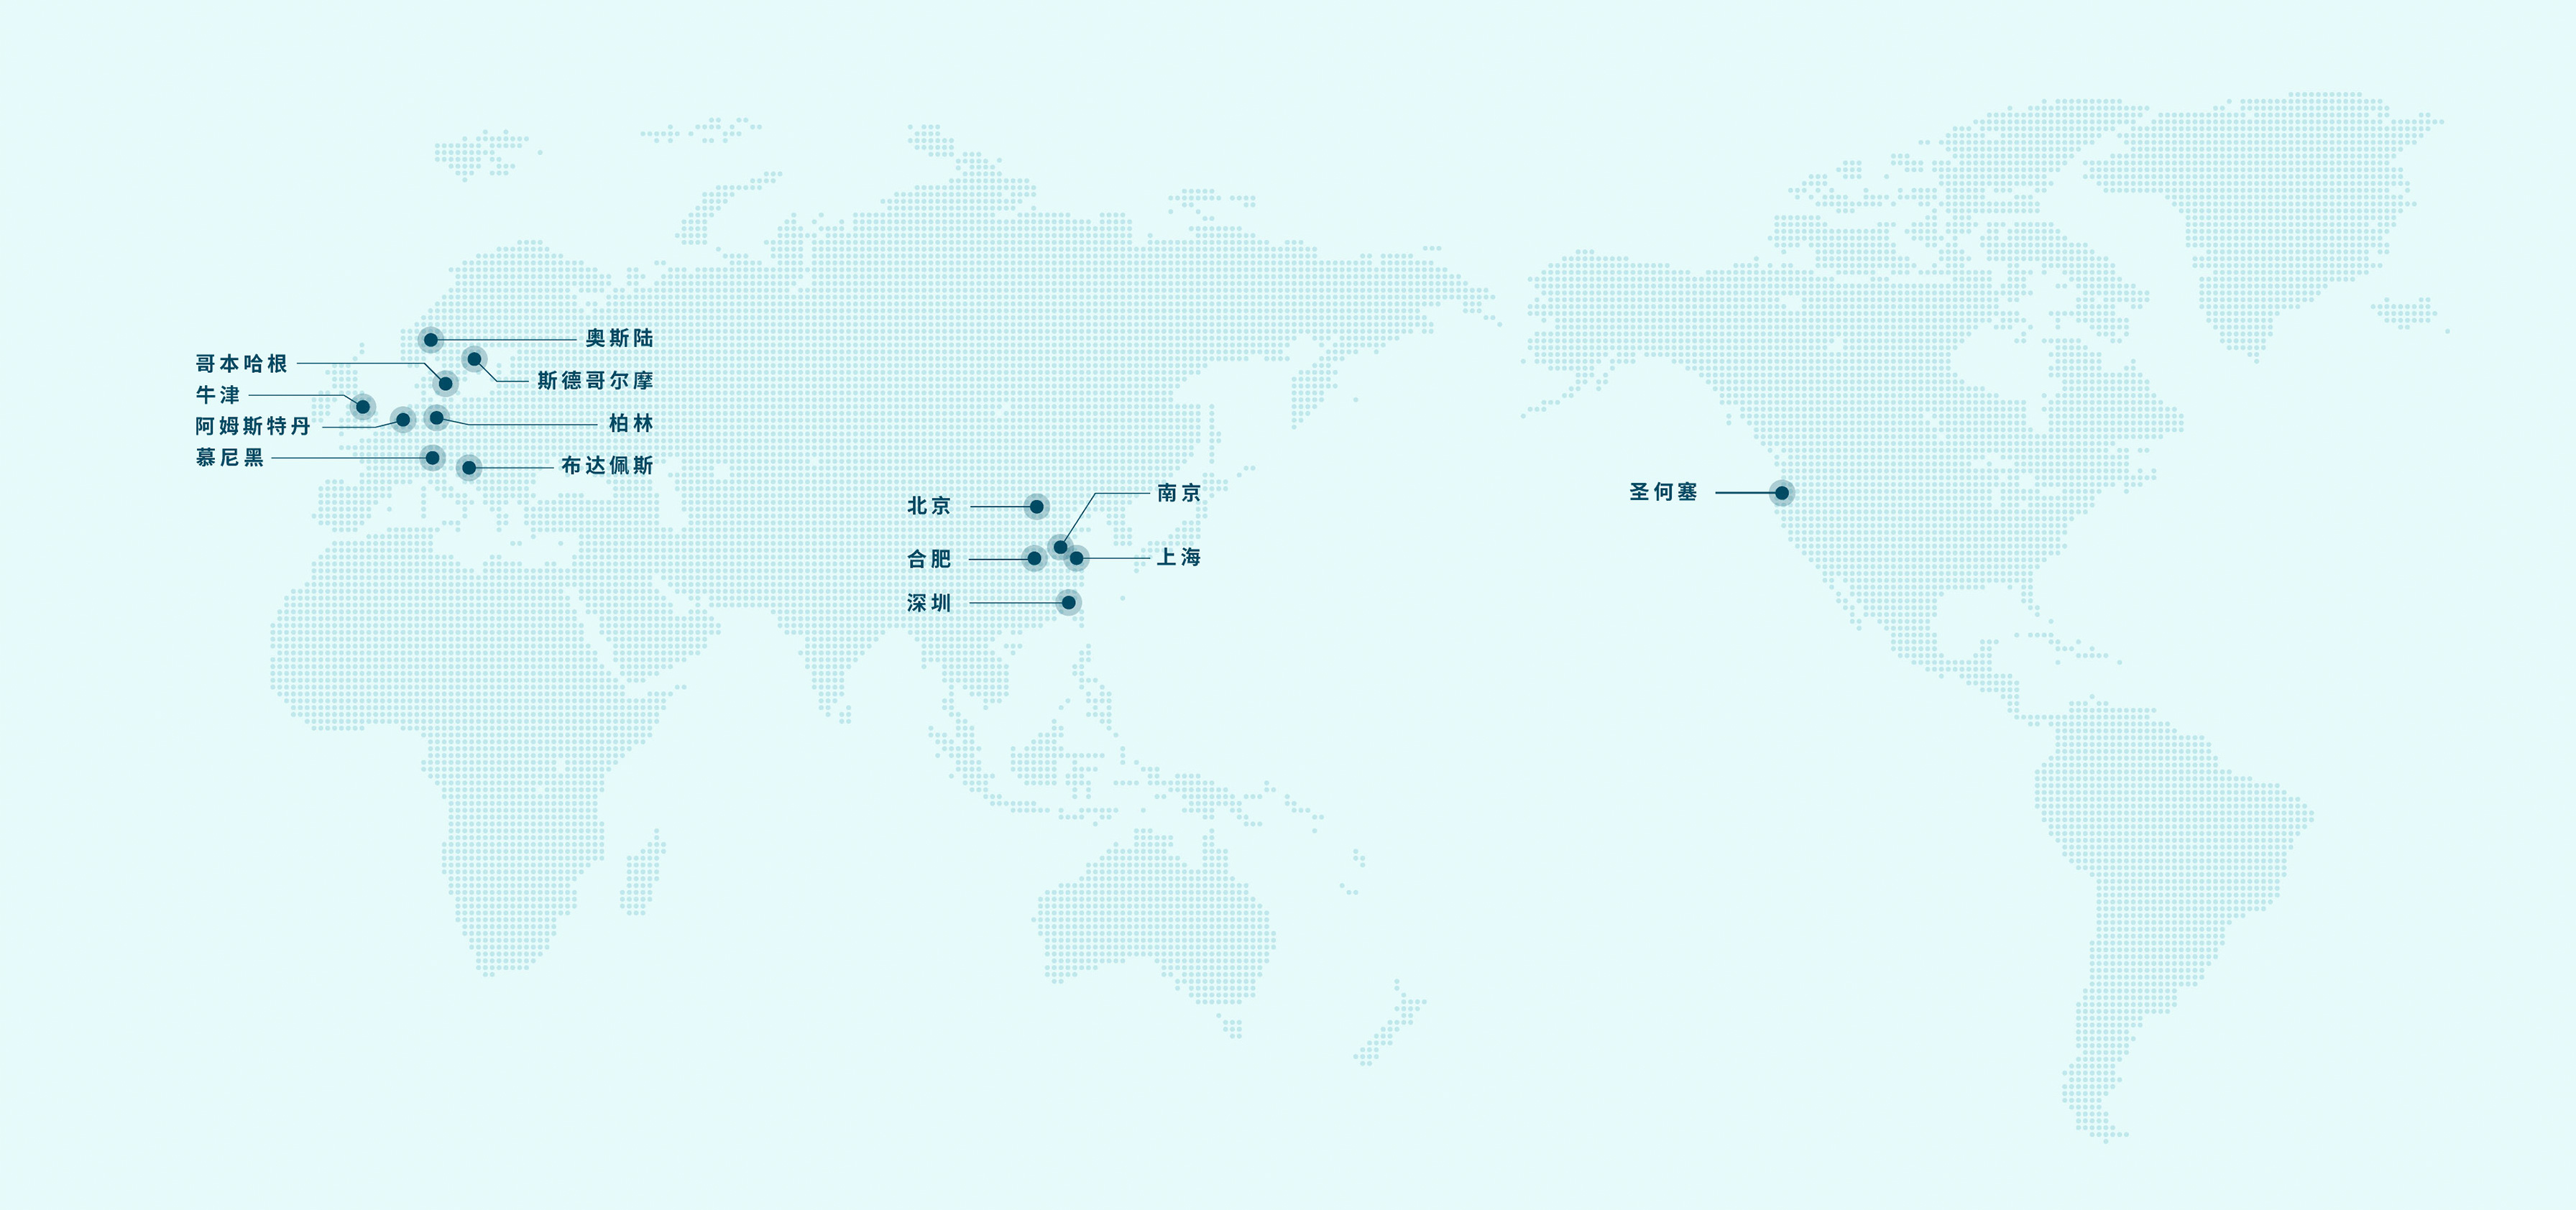 奥斯陆
哥本哈根
斯德哥尔摩
牛津
阿姆斯特丹
柏林
慕尼黑
布达佩斯
北京
南京
合肥
上海
深圳
圣何塞